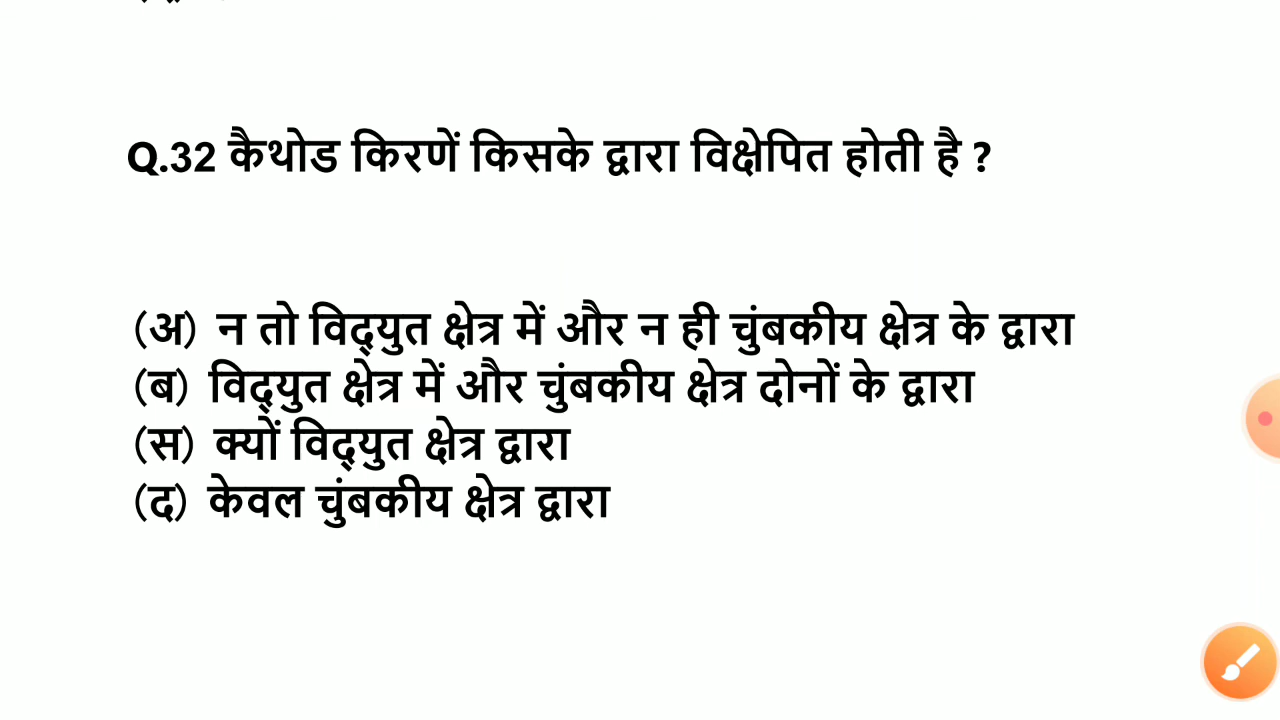 Q.32 कैथोड किरणें किसके द्वारा विक्षेपित होती है ?
(अ) न तो विद्युत क्षेत्र में और न ही चुंबकीय क्षेत्र के द्वारा
(ब) विद्युत क्षेत्र में और चुंबकीय क्षेत्र दोनों के द्वारा
(स) क्यों विद्युत क्षेत्र द्वारा
(द) केवल चुंबकीय क्षेत्र द्वारा